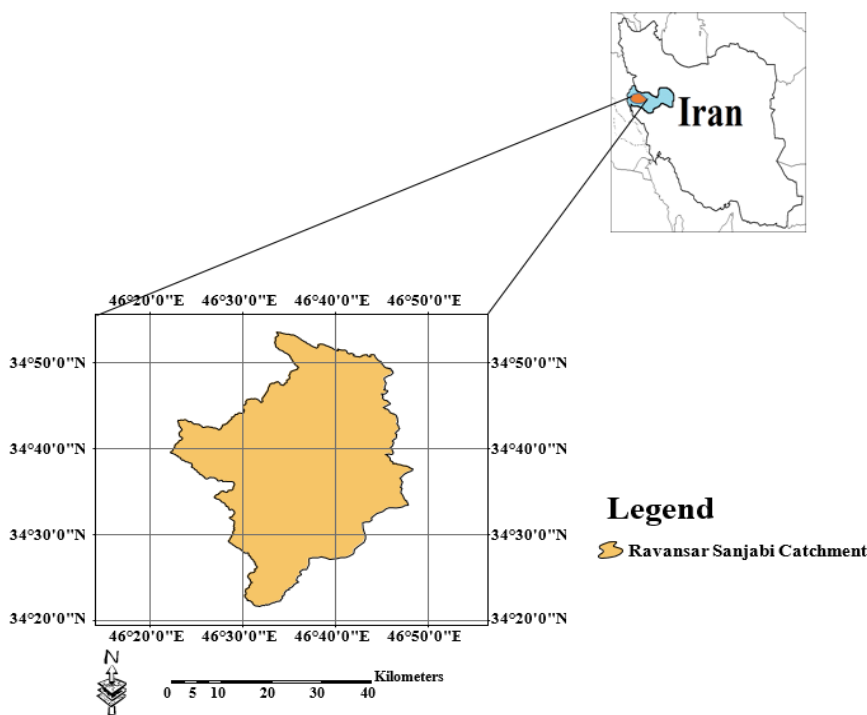 Iran
46°20'0"E 46°30'0"E 46°40'0"E 46°50'0"E
34°50'0"N 34°50'0"N
34°40'0"N 34°40'0"N
34°30'0"N 34°30'0"N
34°20'0"N 34°20'0"N
46°20'0"E 46°30'0"E 46°40'0"E 46°50'0"E
Legend
Ravansar Sanjabi Catchment
N
Kilometers
0 5 10 20 30 40